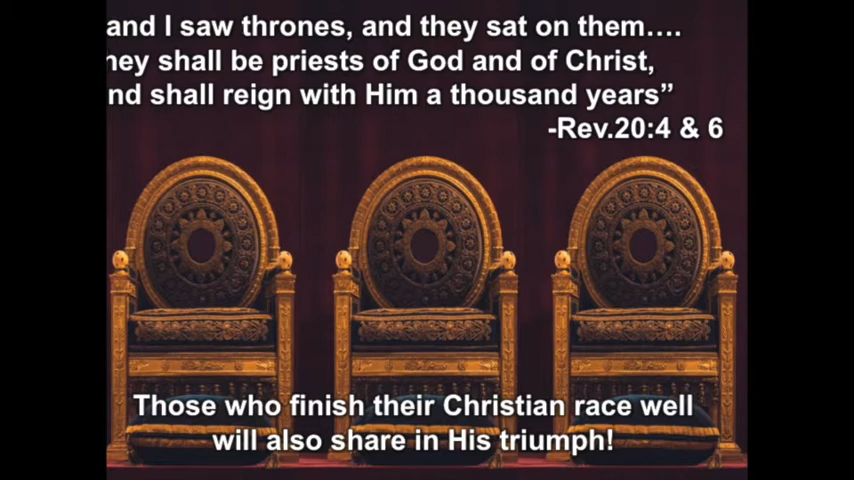 and I saw thrones, and they sat on them....
hey shall be priests of God and of Christ,
nd shall reign with Him a thousand years”
-Rev.20:4 & 6
Those who finish their Christian race well
will also share in His triumph!